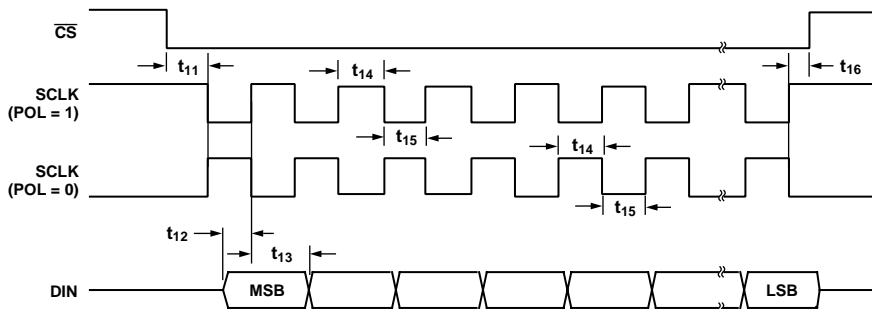 CS
t11
t14
t16
SCLK
(POL = 1)
t15
t14
SCLK
(POL = 0)
t15
t12
t13
DIN
MSB
LSB